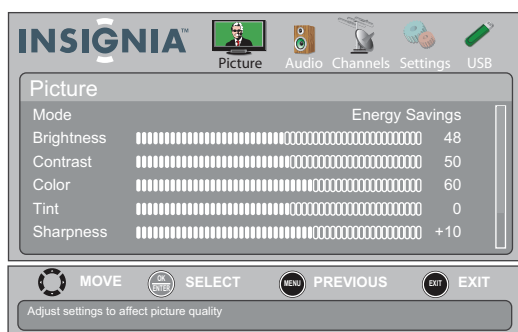 INSIGNIA™
Picture Audio Channels Settings USB
Picture
Mode Energy Savings
Brightness 48
Contrast 50
Color 60
Tint 0
Sharpness +10
MOVE OK ENTER SELECT MENU PREVIOUS EXIT EXIT
Adjust settings to affect picture quality